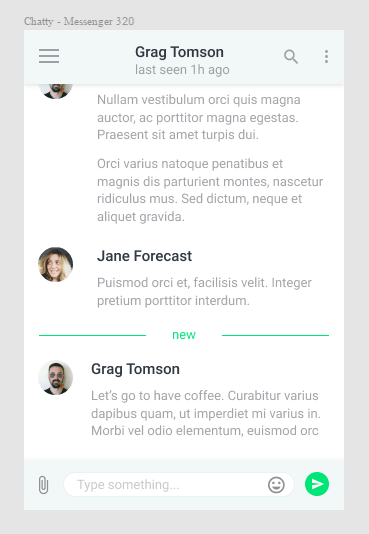 Chatty - Messenger 320
Grag Tomson
last seen 1h ago
Nullam vestibulum orci quis magna
auctor, ac porttitor magna egestas.
Praesent sit amet turpis dui.
Orci varius natoque penatibus et
magnis dis parturient montes, nascetur
ridiculus mus. Sed dictum, neque et
aliquet gravida.
Jane Forecast
Puismod orci et, facilisis velit. Integer
pretium porttitor interdum.
new
Grag Tomson
Let's go to have coffee. Curabitur varius
dapibus quam, ut imperdiet mi varius in.
Morbi vel odio elementum, euismod orc
Type something...